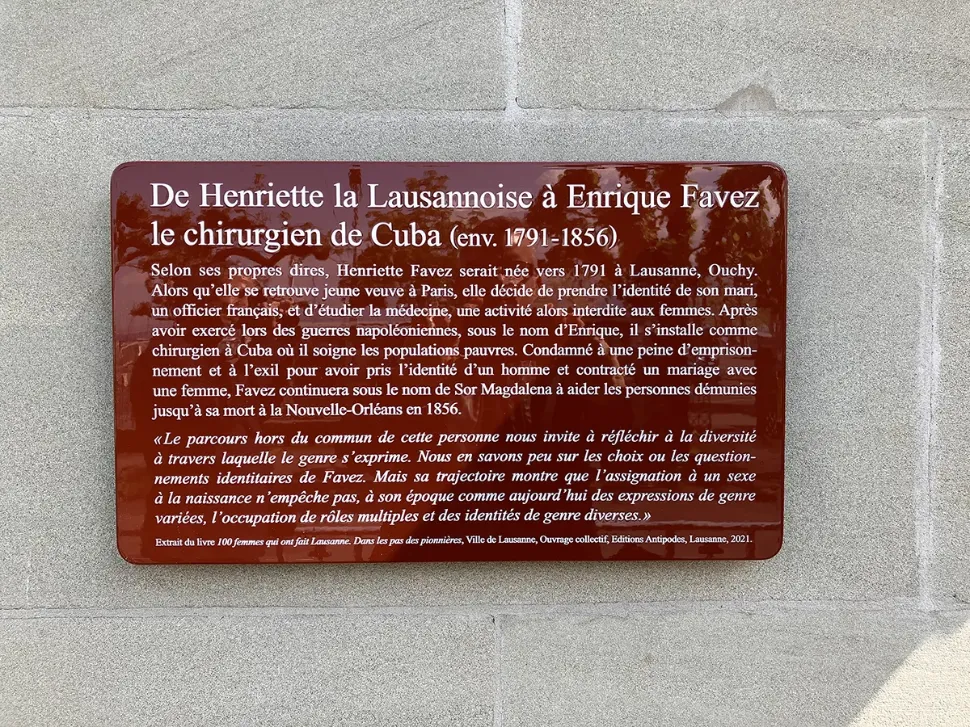 De Henriette la Lausannoise à Enrique Favez
le chirurgien de Cuba (env. 1791-1856)
Selon ses propres dires, Henriette Favez serait née vers 1791 à Lausanne, Ouchy.
Alors qu'elle se retrouve jeune veuve à Paris, elle décide de prendre l'identité de son mari,
un officier français, et d'étudier la médecine, une activité alors interdite aux femmes. Après
avoir exercé lors des guerres napoléoniennes, sous le nom d'Enrique, il s'installe comme
chirurgien à Cuba où il soigne les populations pauvres. Condamné à une peine d'emprison-
nement et à l'exil pour avoir pris l'identité d'un homme et contracté un mariage avec
une femme, Favez continuera sous le nom de Sor Magdalena à aider les personnes démunies
jusqu'à sa mort à la Nouvelle-Orléans en 1856.
«Le parcours hors du commun de cette personne nous invite à réfléchir à la diversité
à travers laquelle le genre s'exprime. Nous en savons peu sur les choix ou les question-
nements identitaires de Favez. Mais sa trajectoire montre que l'assignation à un sexe
à la naissance n'empêche pas, à son époque comme aujourd'hui des expressions de genre
variées, l'occupation de rôles multiples et des identités de genre diverses.»
Extrait du livre 100 femmes qui ont fait Lausanne. Dans les pas des pionnières, Ville de Lausanne, Ouvrage collectif, Editions Antipodes, Lausanne, 2021.